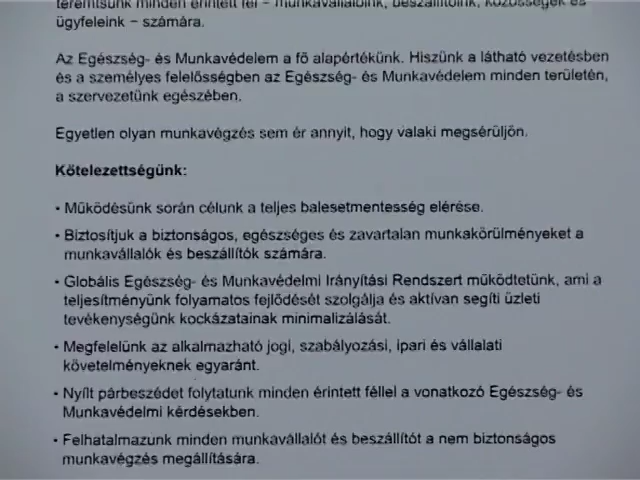 teremtsünk minden érintett fél – munkavállalóink, beszállítóink, közösségek és
ügyfeleink – számára.
Az Egészség- és Munkavédelem a fő alapértékünk. Hiszünk a látható vezetésben
és a személyes felelősségben az Egészség- és Munkavédelem minden területén,
a szervezetünk egészében.
Egyetlen olyan munkavégzés sem ér annyit, hogy valaki megsérüljön.
Kötelezettségünk:
• Működésünk során célunk a teljes balesetmentesség elérése.
• Biztosítjuk a biztonságos, egészséges és zavartalan munkakörülményeket a
munkavállalók és beszállítók számára.
• Globális Egészség- és Munkavédelmi Irányítási Rendszert működtetünk, ami a
teljesítményünk folyamatos fejlődését szolgálja és aktívan segíti üzleti
tevékenységünk kockázatainak minimalizálását.
• Megfelelünk az alkalmazható jogi, szabályozási, ipari és vállalati
követelményeknek egyaránt.
• Nyílt párbeszédet folytatunk minden érintett féllel a vonatkozó Egészség- és
Munkavédelmi kérdésekben.
• Felhatalmazunk minden munkavállalót és beszállítót a nem biztonságos
munkavégzés megállítására.